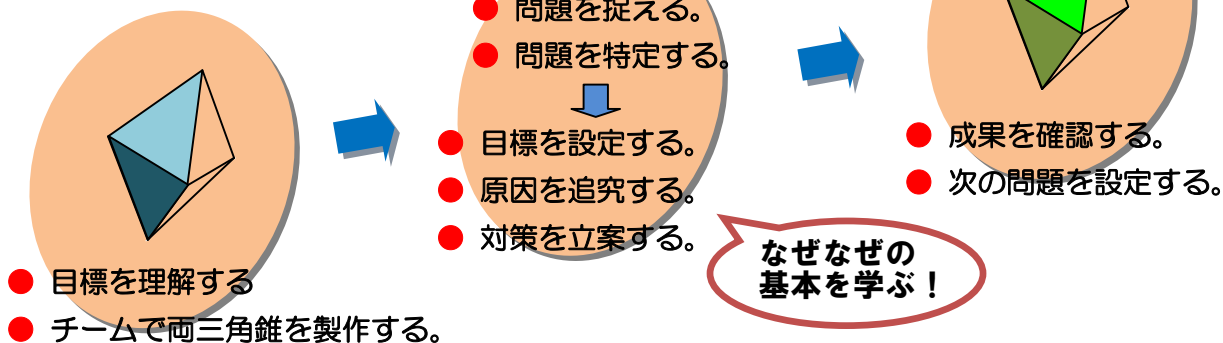 ● 目標を理解する
● チームで両三角錐を製作する。
● 問題を捉える。
● 問題を特定する。
● 目標を設定する。
● 原因を追究する。
● 対策を立案する。
なぜなぜの
基本を学ぶ！
● 成果を確認する。
● 次の問題を設定する。